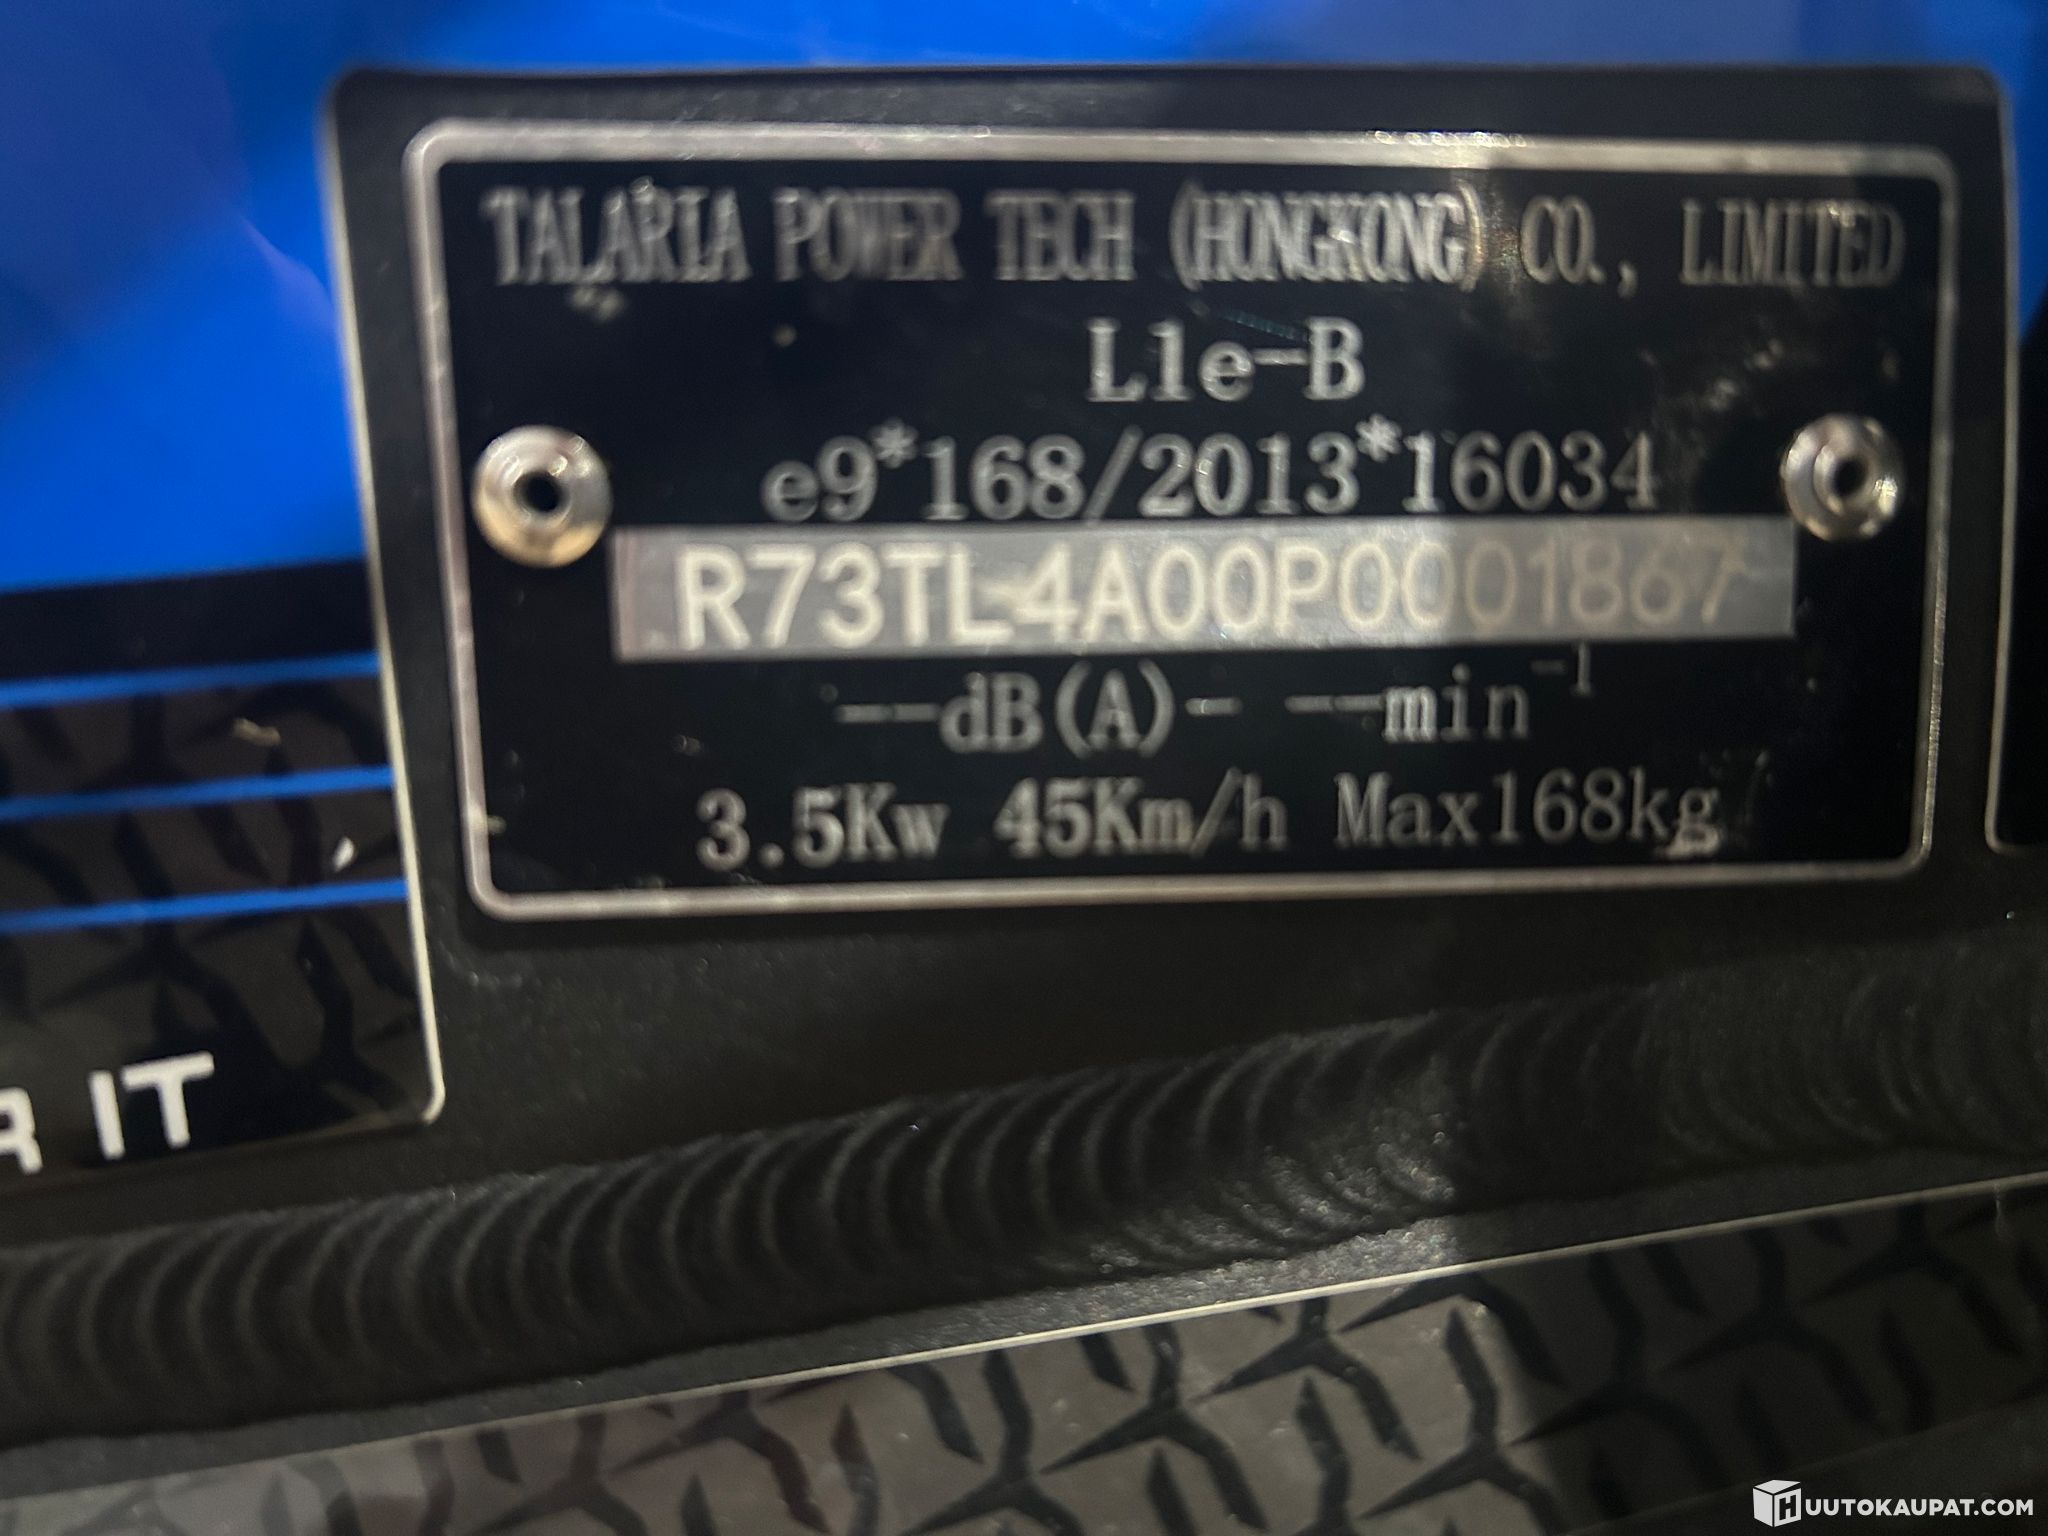 TALARIA POWER TECH (HONGKONG) CO., LIMITED
L1e-B
e9*168/2013*16034
R73TL4A00P0001867
--dB(A)- --min-1
3.5Kw 45Km/h Max168kg
IT
HUUTOKAUPAT.COM